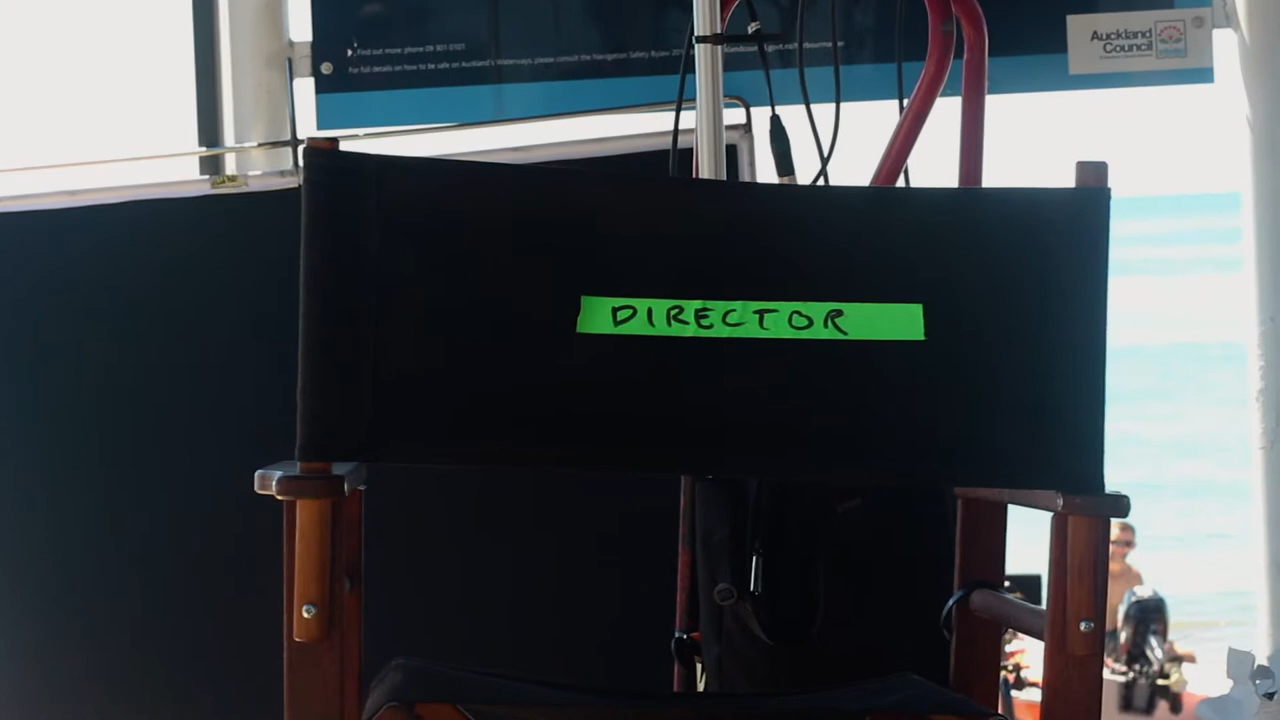 Find out more: phone 09 301 0101
For full details on how to be safe on Auckland's Waterways, please consult the Navigation Safety Bylaw
Auckland
Council
DIRECTOR